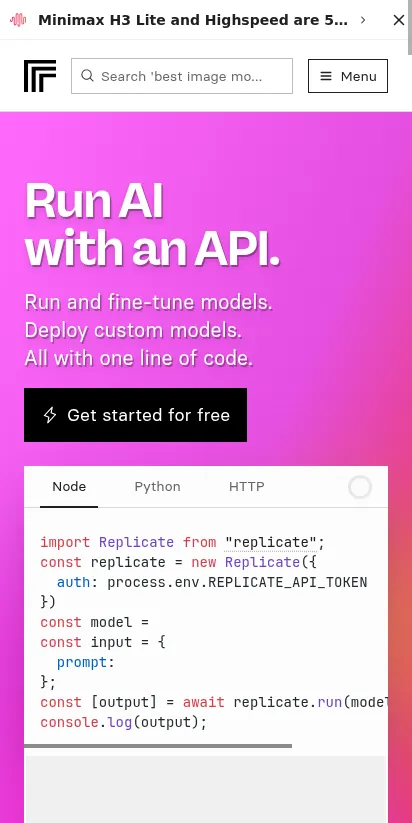 Minimax H3 Lite and Highspeed are 5...
Search 'best image mo...
Menu
Run AI
with an API.
Run and fine-tune models.
Deploy custom models.
All with one line of code.
Get started for free
Node Python HTTP
import Replicate from "replicate";
const replicate = new Replicate({
  auth: process.env.REPLICATE_API_TOKEN
})
const model =
const input = {
  prompt:
};
const [output] = await replicate.run(model
console.log(output);